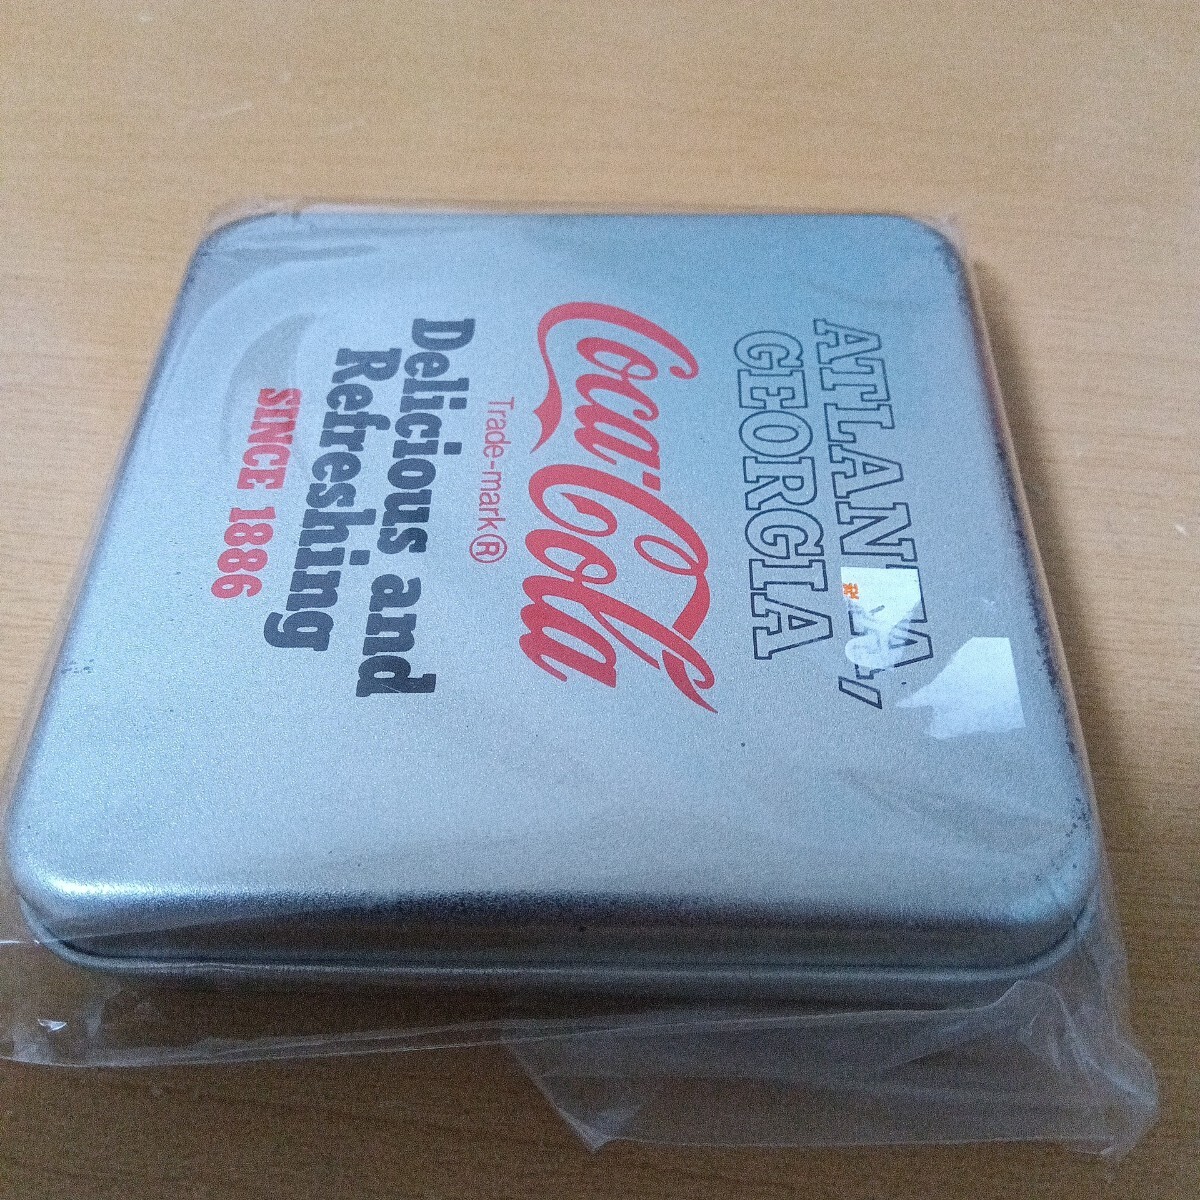 ATLANTA,
GEORGIA
Coca-Cola
Trade-mark ®
Delicious and
Refreshing
SINCE 1886